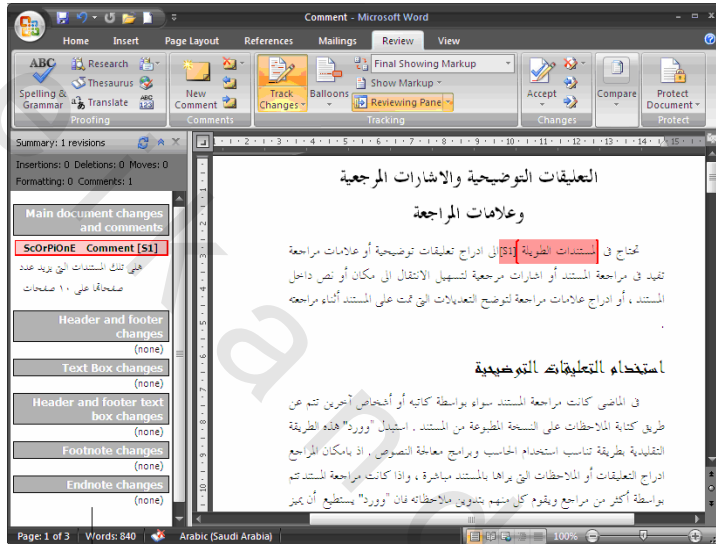 Comment - Microsoft Word
Home Insert Page Layout References Mailings Review View
ABC Research
Thesaurus
Spelling & Grammar Translate
Proofing
New Comment
Comments
Track Changes
Balloons
Final Showing Markup
Show Markup
Reviewing Pane
Tracking
Accept
Changes
Compare
Compare
Protect Document
Protect
Summary: 1 revisions
Insertions: 0 Deletions: 0 Moves: 0
Formatting: 0 Comments: 1
Main document changes
and comments
ScOrPiOnE Comment [S1]
هي تلك المستندات التي يزيد عدد
صفحاتها على ١٠ صفحات
Header and footer
changes
(none)
Text Box changes
(none)
Header and footer text
box changes
(none)
Footnote changes
(none)
Endnote changes
(none)
التعليقات التوضيحية والاشارات المرجعية
وعلامات المراجعة
تحتاج فى المستندات الطويلة [S1]الى ادراج تعليقات توضيحية أو علامات مراجعة
تفيد فى مراجعة المستند أو اشارات مرجعية لتسهيل الانتقال الى مكان أو نص داخل
المستند ، أو ادراج علامات مراجعة لتوضح التعديلات التي تمت على المستند أثناء مراجعته
.
استخدام التعليقات التوضيحية
فى الماضى كانت مراجعة المستند سواء بواسطة كاتبه أو أشخاص آخرين تتم عن
طريق كتابة الملاحظات على النسخة المطبوعة من المستند . استبدل "وورد" هذه الطريقة
التقليدية بطريقة تناسب استخدام الحاسب وبرامج معالجة النصوص . اذ بامكان المراجع
ادراج التعليقات أو الملاحظات التي يراها بالمستند مباشرة ، واذا كانت مراجعة المستند تتم
بواسطة أكثر من مراجع ويقوم كل منهم بتدوين ملاحظاته فان "وورد" يستطيع أن يميز
Page: 1 of 3 Words: 840 Arabic (Saudi Arabia) 100%